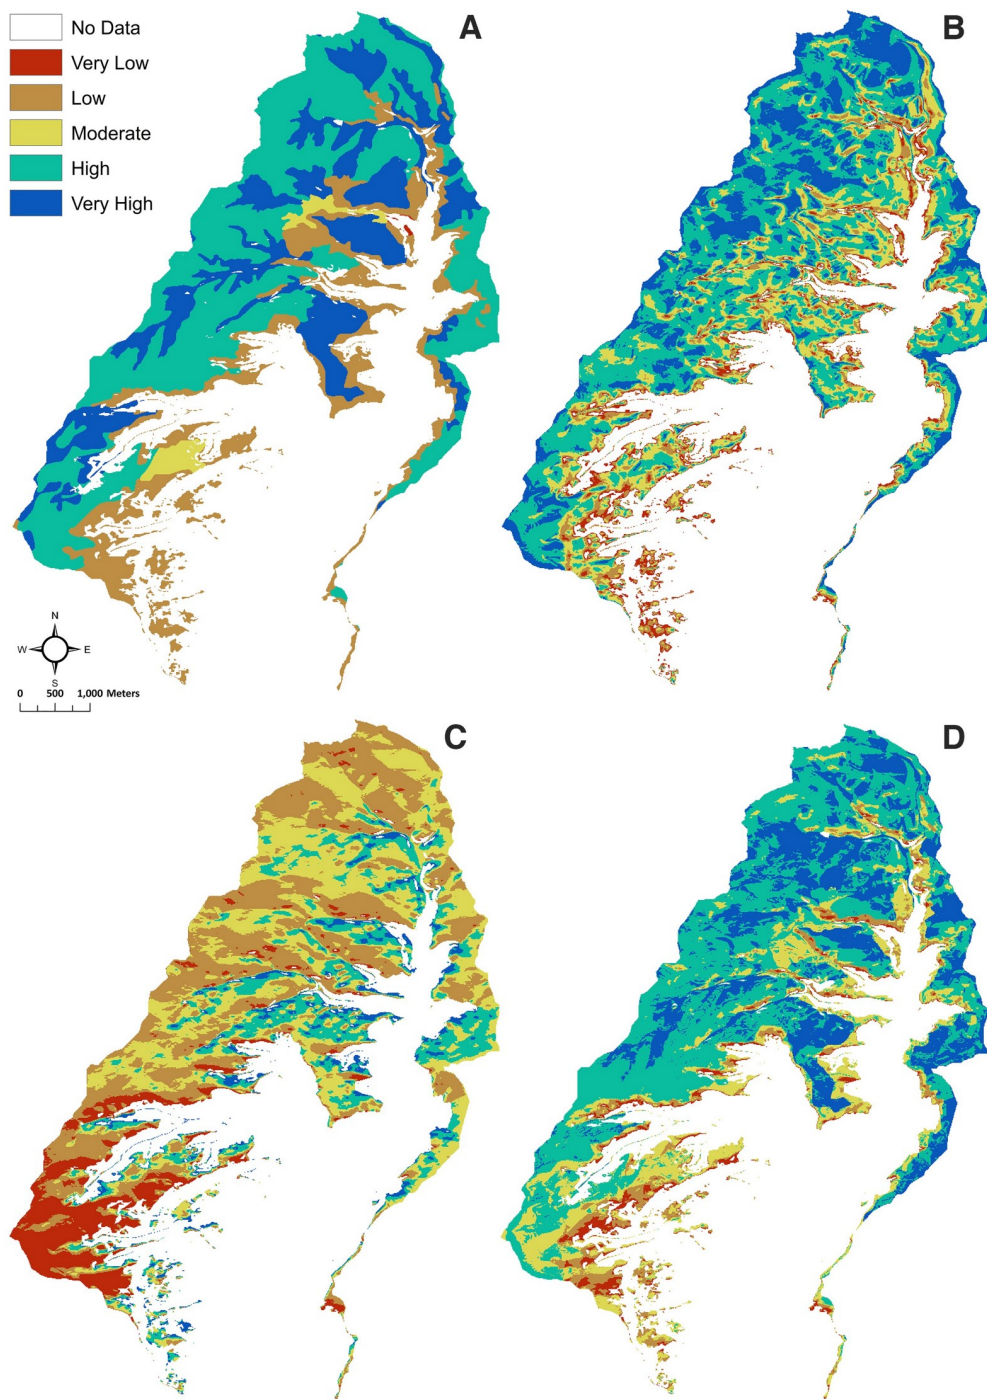 No Data
Very Low
Low
Moderate
High
Very High
A
B
N
W E
S
0 500 1,000 Meters
C
D